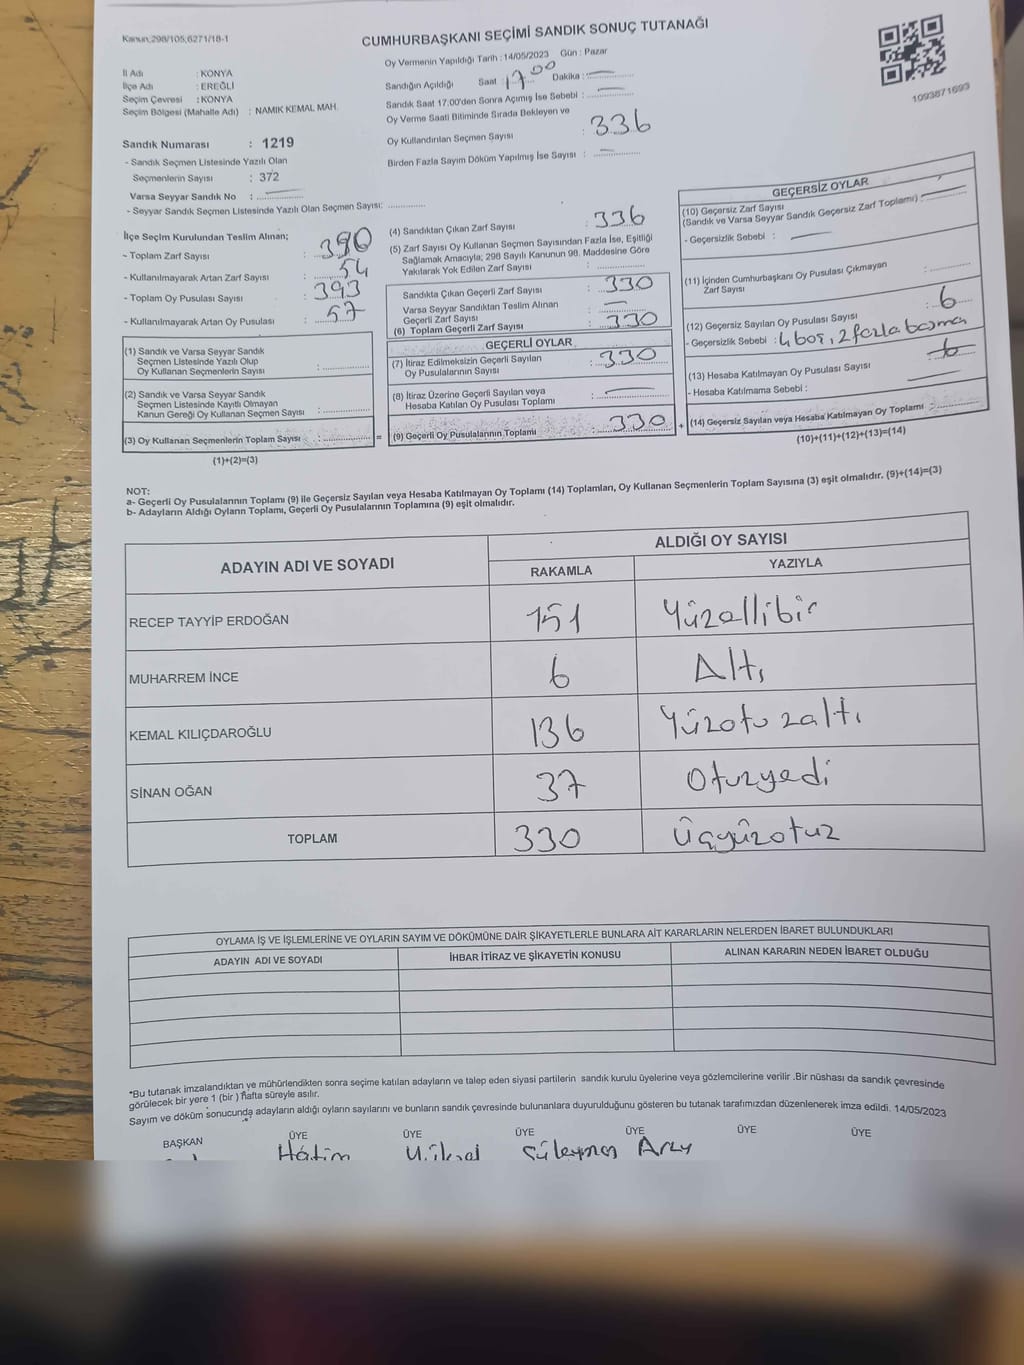 Kanun;298/105;6271/18-1
CUMHURBAŞKANI SEÇİMİ SANDIK SONUÇ TUTANAĞI
Oy Vermenin Yapıldığı Tarih : 14/05/2023 Gün : Pazar
1093871693
İl Adı : KONYA
İlçe Adı : EREĞLİ
Seçim Çevresi : KONYA
Seçim Bölgesi (Mahalle Adı) : NAMIK KEMAL MAH.
Sandığın Açıldığı Saat : 17.00 Dakika :
Sandık Saat 17:00'den Sonra Açımış İse Sebebi :
Oy Verme Saati Bitiminde Sırada Bekleyen ve
Oy Kullandırılan Seçmen Sayısı : 336
Birden Fazla Sayım Döküm Yapılmış İse Sayısı :
Sandık Numarası : 1219
- Sandık Seçmen Listesinde Yazılı Olan
Seçmenlerin Sayısı : 372
Varsa Seyyar Sandık No :
- Seyyar Sandık Seçmen Listesinde Yazılı Olan Seçmen Sayısı:
İlçe Seçim Kurulundan Teslim Alınan;
- Toplam Zarf Sayısı : 390
- Kullanılmayarak Artan Zarf Sayısı : 54
- Toplam Oy Pusulası Sayısı : 393
- Kullanılmayarak Artan Oy Pusulası : 57
(1) Sandık ve Varsa Seyyar Sandık
Seçmen Listesinde Yazılı Olup
Oy Kullanan Seçmenlerin Sayısı :
(2) Sandık ve Varsa Seyyar Sandık
Seçmen Listesinde Kayıtlı Olmayan
Kanun Gereği Oy Kullanan Seçmen Sayısı :
(3) Oy Kullanan Seçmenlerin Toplam Sayısı : =
(1)+(2)=(3)
(4) Sandıktan Çıkan Zarf Sayısı : 336
(5) Zarf Sayısı Oy Kullanan Seçmen Sayısından Fazla İse, Eşitliği
Sağlamak Amacıyla; 298 Sayılı Kanunun 98. Maddesine Göre
Yakılarak Yok Edilen Zarf Sayısı :
Sandıkta Çıkan Geçerli Zarf Sayısı : 330
Varsa Seyyar Sandıktan Teslim Alınan
Geçerli Zarf Sayısı :
(6) Toplam Geçerli Zarf Sayısı : 330
GEÇERLİ OYLAR
(7) İtiraz Edilmeksizin Geçerli Sayılan
Oy Pusulalarının Sayısı : 330
(8) İtiraz Üzerine Geçerli Sayılan veya
Hesaba Katılan Oy Pusulası Toplamı :
(9) Geçerli Oy Pusulalarının Toplamı : 330 +
GEÇERSİZ OYLAR
(10) Geçersiz Zarf Sayısı
(Sandık ve Varsa Seyyar Sandık Geçersiz Zarf Toplamı) :
- Geçersizlik Sebebi :
(11) İçinden Cumhurbaşkanı Oy Pusulası Çıkmayan
Zarf Sayısı :
(12) Geçersiz Sayılan Oy Pusulası Sayısı : 6
- Geçersizlik Sebebi : 4 boş, 2 fazla basma
(13) Hesaba Katılmayan Oy Pusulası Sayısı
- Hesaba Katılmama Sebebi :
(14) Geçersiz Sayılan veya Hesaba Katılmayan Oy Toplamı :
(10)+(11)+(12)+(13)=(14)
NOT:
a- Geçerli Oy Pusulalarının Toplamı (9) ile Geçersiz Sayılan veya Hesaba Katılmayan Oy Toplamı (14) Toplamları, Oy Kullanan Seçmenlerin Toplam Sayısına (3) eşit olmalıdır. (9)+(14)=(3)
b- Adayların Aldığı Oyların Toplamı, Geçerli Oy Pusulalarının Toplamına (9) eşit olmalıdır.
ADAYIN ADI VE SOYADI
ALDIĞI OY SAYISI
RAKAMLA YAZIYLA
RECEP TAYYİP ERDOĞAN 151 Yüzellibir
MUHARREM İNCE 6 Altı
KEMAL KILIÇDAROĞLU 136 Yüzotuzaltı
SİNAN OĞAN 37 Oturyedi
TOPLAM 330 Üçyüzotuz
OYLAMA İŞ VE İŞLEMLERİNE VE OYLARIN SAYIM VE DÖKÜMÜNE DAİR ŞİKAYETLERLE BUNLARA AİT KARARLARIN NELERDEN İBARET BULUNDUKLARI
ADAYIN ADI VE SOYADI İHBAR İTİRAZ VE ŞİKAYETİN KONUSU ALINAN KARARIN NEDEN İBARET OLDUĞU
*Bu tutanak imzalandıktan ve mühürlendikten sonra seçime katılan adayların ve talep eden siyasi partilerin sandık kurulu üyelerine veya gözlemcilerine verilir .Bir nüshası da sandık çevresinde
görülecek bir yere 1 (bir ) hafta süreyle asılır.
Sayım ve döküm sonucunda adayların aldığı oyların sayılarını ve bunların sandık çevresinde bulunanlara duyurulduğunu gösteren bu tutanak tarafımızdan düzenlenerek imza edildi. 14/05/2023
BAŞKAN ÜYE ÜYE ÜYE ÜYE ÜYE ÜYE
Hatim Süleyman Arzy